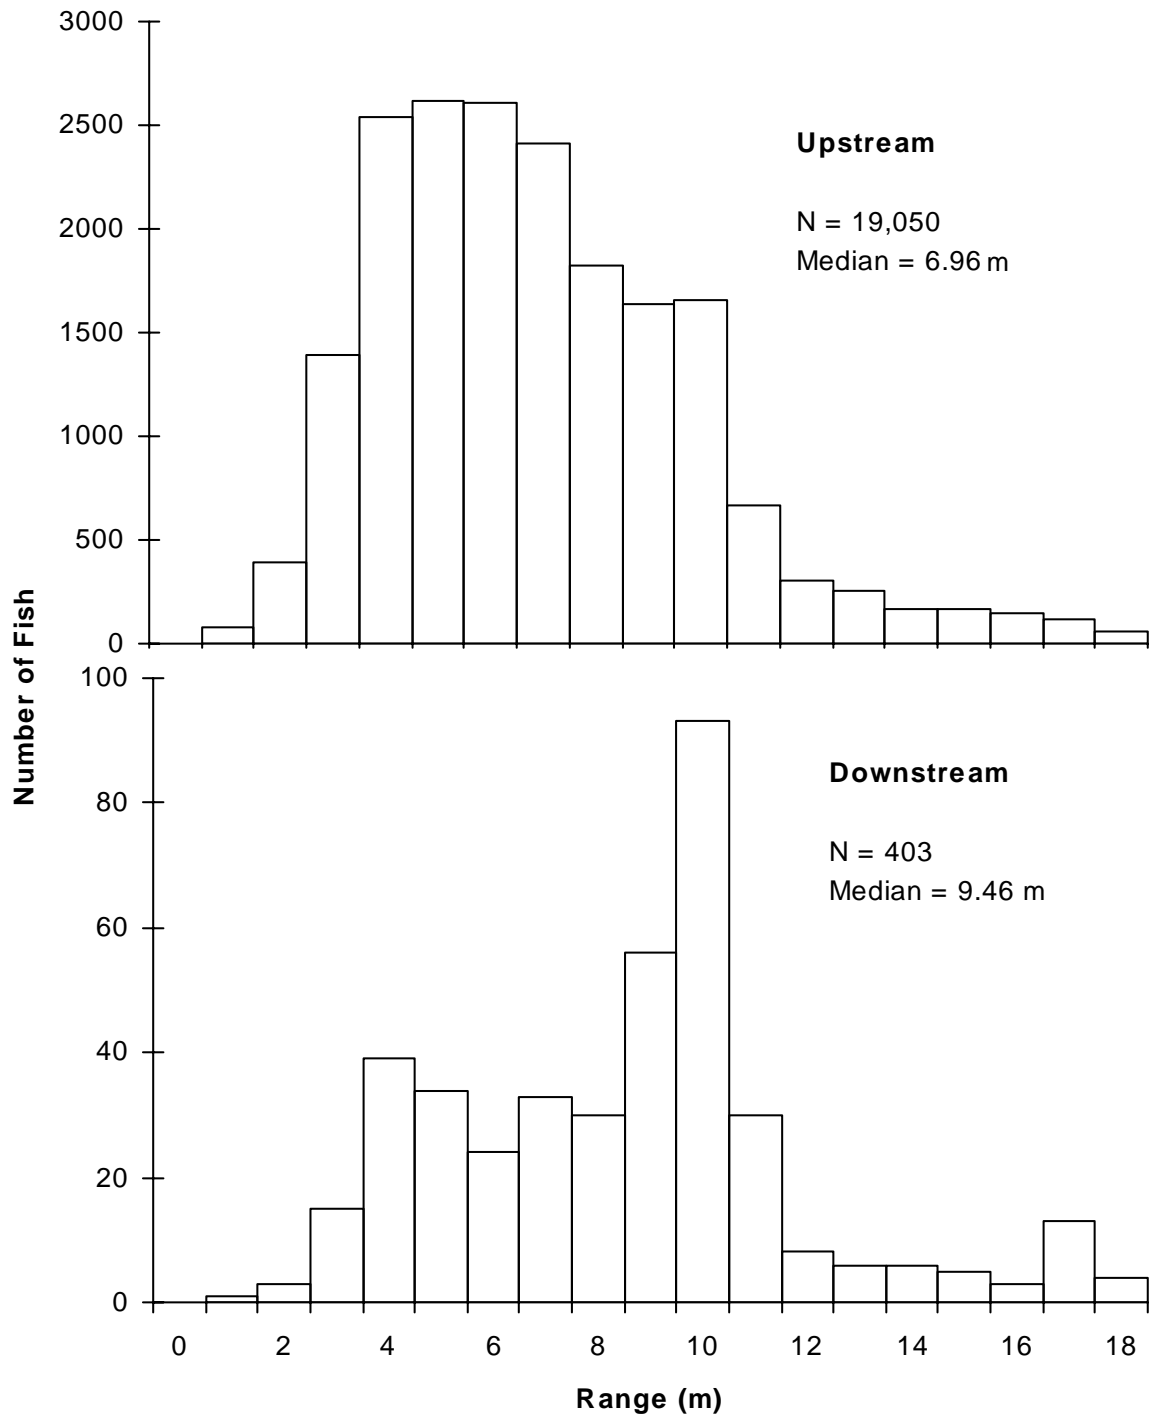 3000
2500
2000
1500
1000
500
0
Upstream
N = 19,050
Median = 6.96 m
Number of Fish
100
80
60
40
20
0
Downstream
N = 403
Median = 9.46 m
0 2 4 6 8 10 12 14 16 18
Range (m)